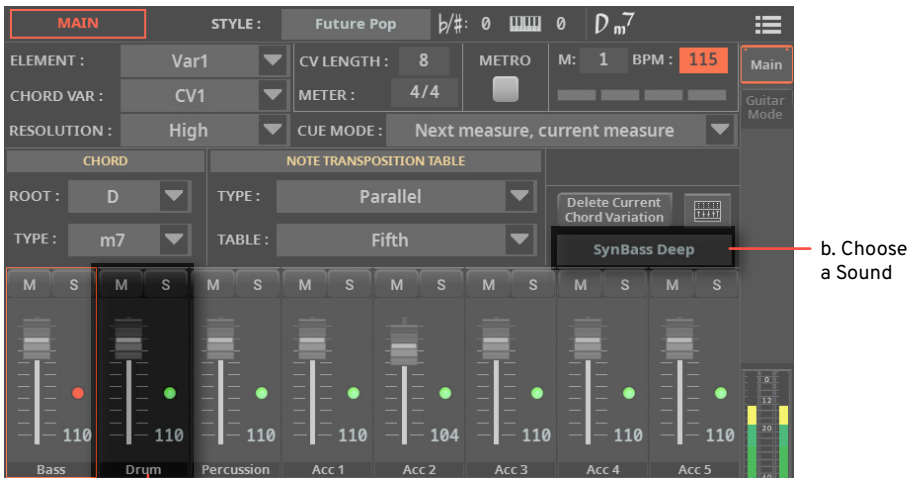 MAIN STYLE : Future Pop ♭/♯: 0 0 Dm7
ELEMENT : Var1 CV LENGTH : 8 METRO M: 1 BPM : 115 Main
CHORD VAR : CV1 METER : 4/4 Guitar
Mode
RESOLUTION : High CUE MODE : Next measure, current measure
CHORD NOTE TRANSPOSITION TABLE
ROOT : D TYPE : Parallel Delete Current
Chord Variation
TYPE : m7 TABLE : Fifth SynBass Deep b. Choose
a Sound
M S M S M S M S M S M S M S M S
0
12
20
110 110 110 110 104 110 110 110
Bass Drum Percussion Acc 1 Acc 2 Acc 3 Acc 4 Acc 5
40